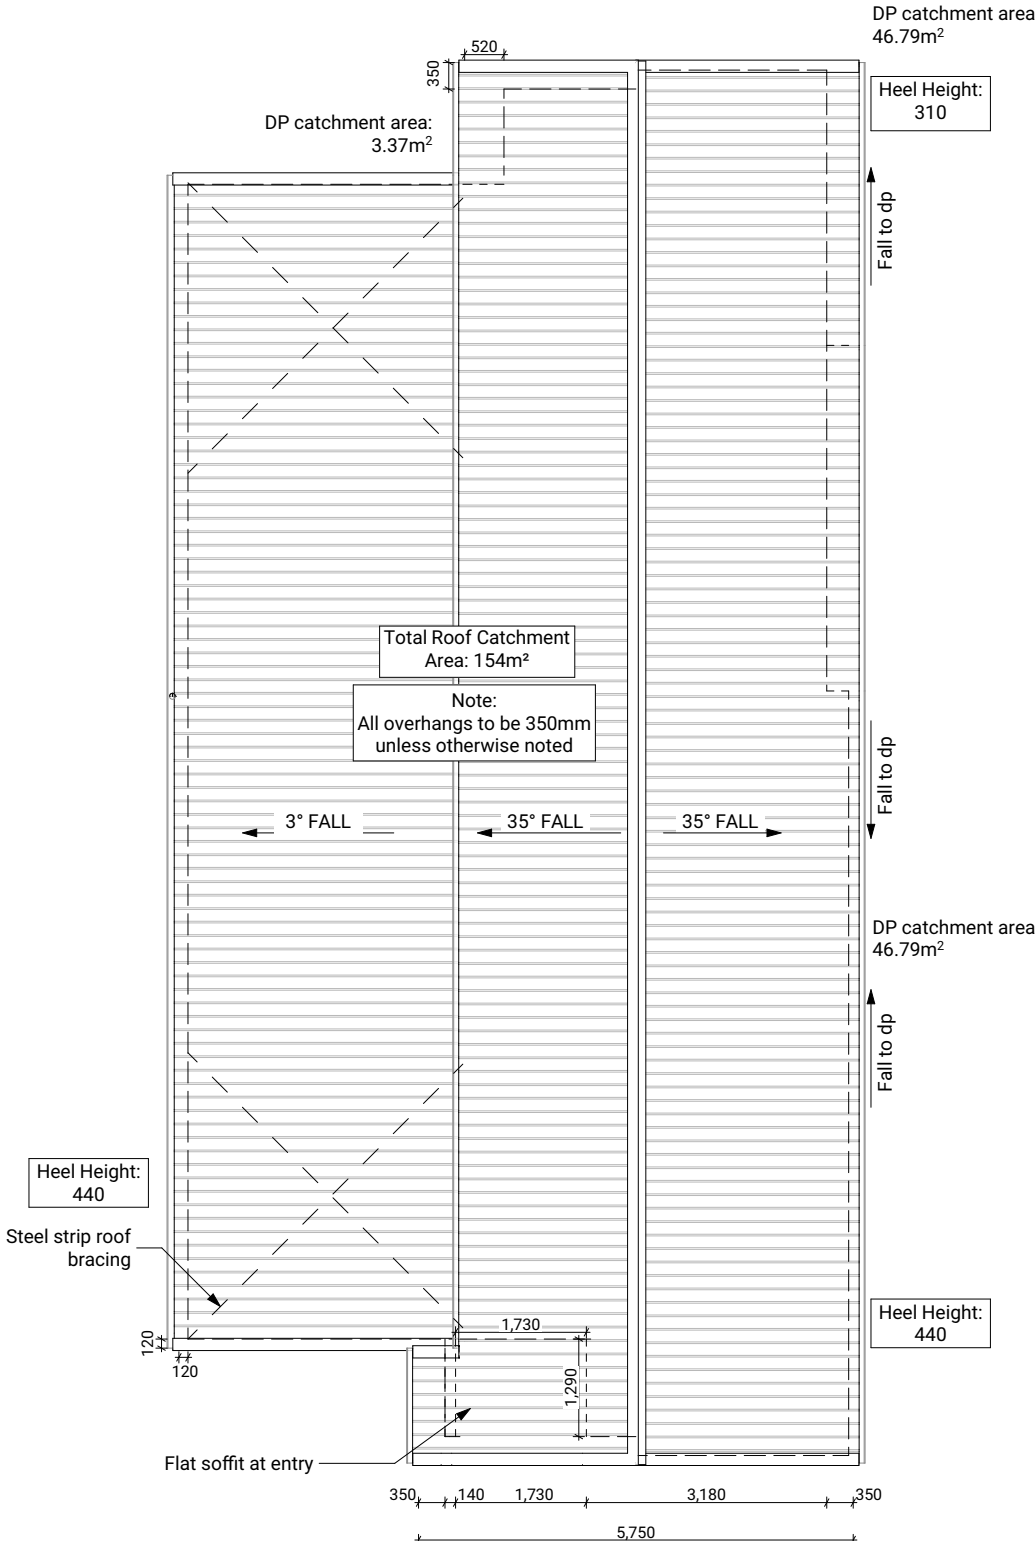 DP catchment area
46.79m²
520
350
Heel Height:
310
DP catchment area:
3.37m²
Fall to dp
Total Roof Catchment
Area: 154m²
Note:
All overhangs to be 350mm
unless otherwise noted
Fall to dp
3° FALL
35° FALL
35° FALL
DP catchment area
46.79m²
Fall to dp
Heel Height:
440
Steel strip roof
bracing
Heel Height:
440
1,730
120
120
1,290
Flat soffit at entry
350
140
1,730
3,180
350
5,750